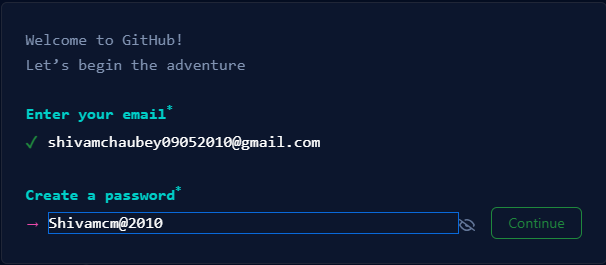 Welcome to GitHub!
Let’s begin the adventure
Enter your email*
✓ shivamchaubey09052010@gmail.com
Create a password*
→ Shivamcm@2010
Continue